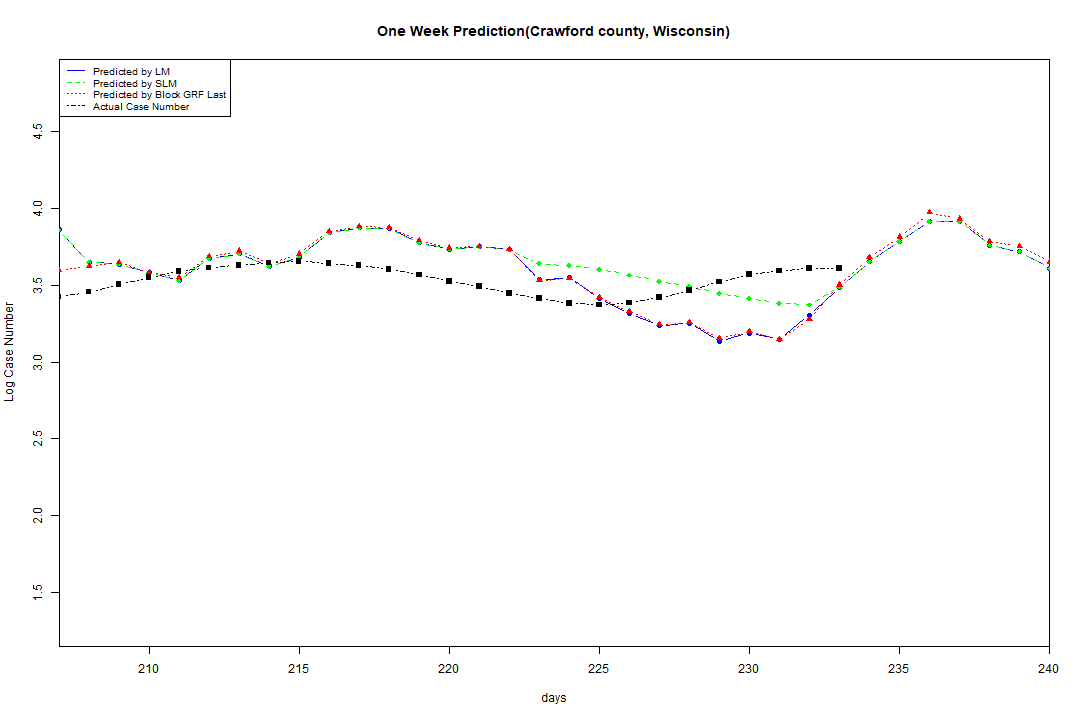 One Week Prediction(Crawford county, Wisconsin)
Predicted by LM
Predicted by SLM
Predicted by Block GRF Last
Actual Case Number
Log Case Number
4.5
4.0
3.5
3.0
2.5
2.0
1.5
210 215 220 225 230 235 240
days